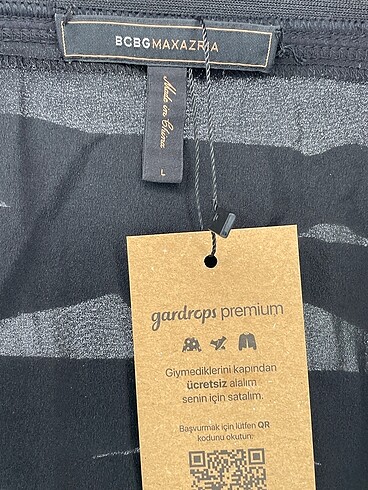 BCBGMAXAZRIA
Made in China
L
gardrops premium
Giymediklerini kapından
ücretsiz alalım
senin için satalım.
Başvurmak için lütfen QR
kodunu okutun: